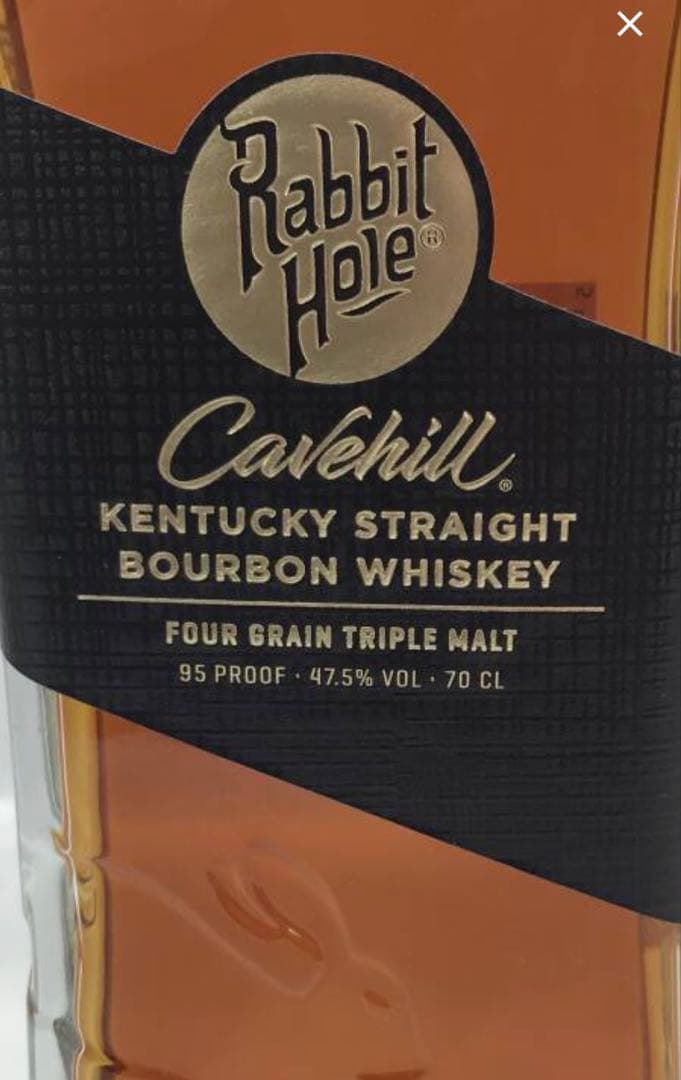 Rabbit
Hole®
Cavehill®
KENTUCKY STRAIGHT
BOURBON WHISKEY
FOUR GRAIN TRIPLE MALT
95 PROOF · 47.5% VOL · 70 CL